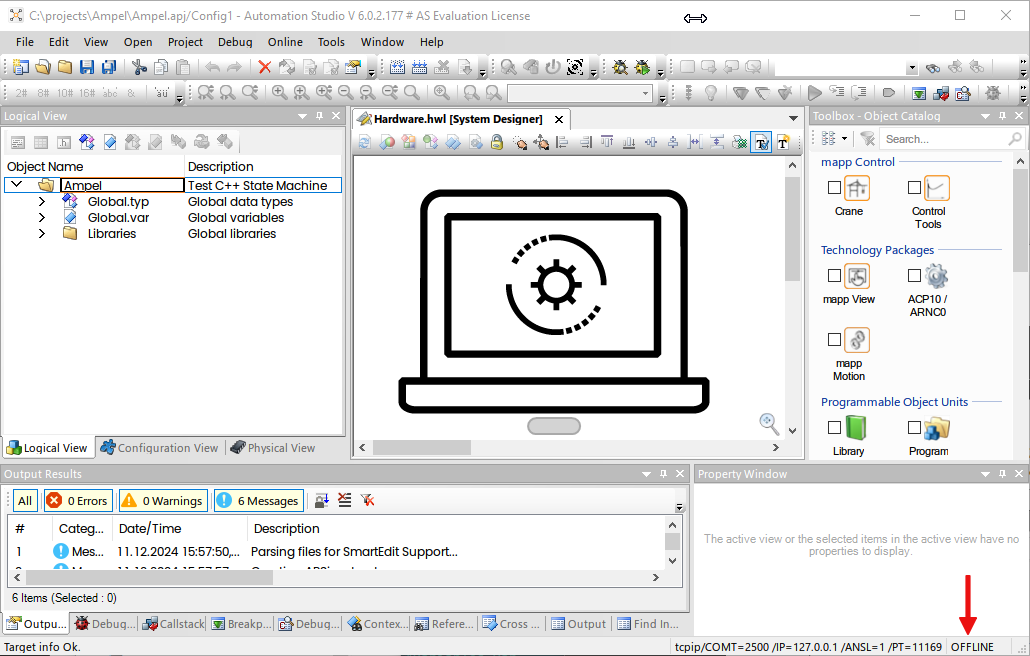 C:\projects\Ampel\Ampel.apj/Config1 - Automation Studio V 6.0.2.177 # AS Evaluation License
File Edit View Open Project Debug Online Tools Window Help
2# 8# 10# 16# 'abc' & 'äü'
Logical View
Object Name Description
Ampel Test C++ State Machine
Global.typ Global data types
Global.var Global variables
Libraries Global libraries
Logical View Configuration View Physical View
Hardware.hwl [System Designer]
Toolbox - Object Catalog
Search...
mapp Control
Crane Control
Tools
Technology Packages
mapp View ACP10 /
ARNC0
mapp
Motion
Programmable Object Units
Library Program
Output Results
All 0 Errors 0 Warnings 6 Messages
# Categ... Date/Time Description
1 Mes... 11.12.2024 15:57:50,... Parsing files for SmartEdit Support...
6 Items (Selected : 0)
Outpu... Debug... Callstack Breakp... Debug... Contex... Refere... Cross ... Output Find In...
Property Window
The active view or the selected items in the active view have no
properties to display.
Target info Ok. tcpip/COMT=2500 /IP=127.0.0.1 /ANSL=1 /PT=11169 OFFLINE